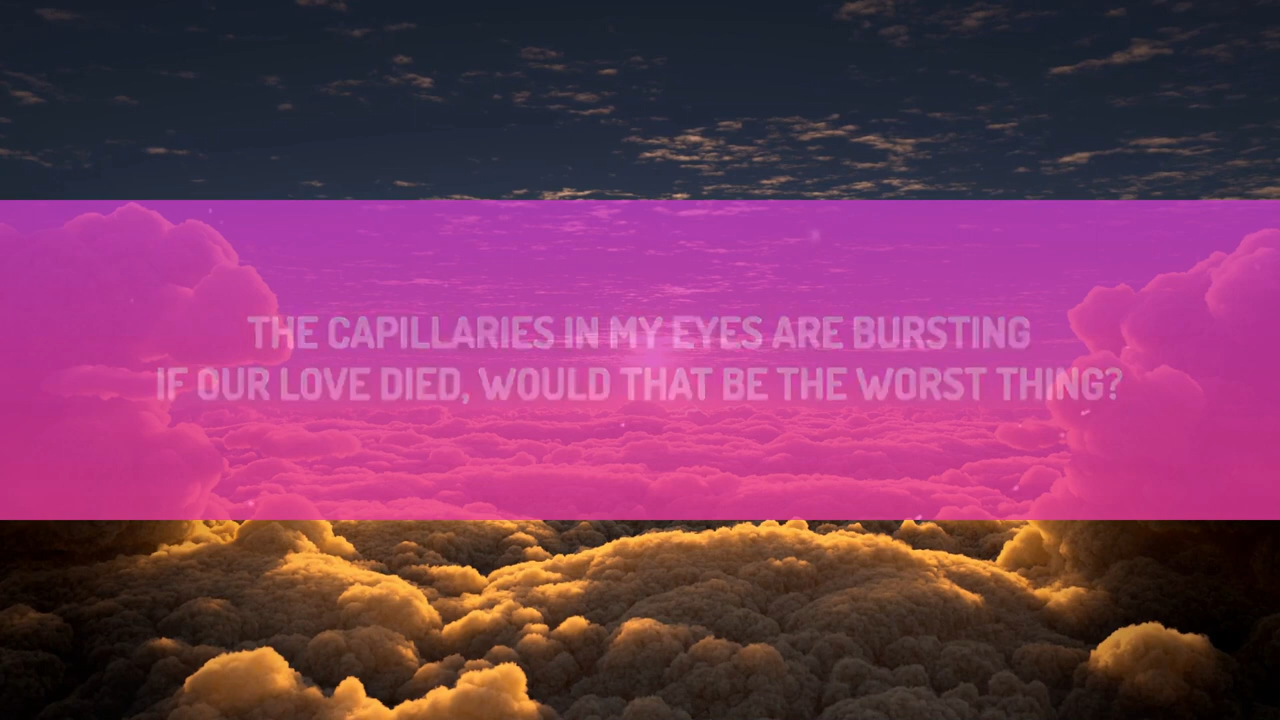 THE CAPILLARIES IN MY EYES ARE BURSTING
IF OUR LOVE DIED, WOULD THAT BE THE WORST THING?